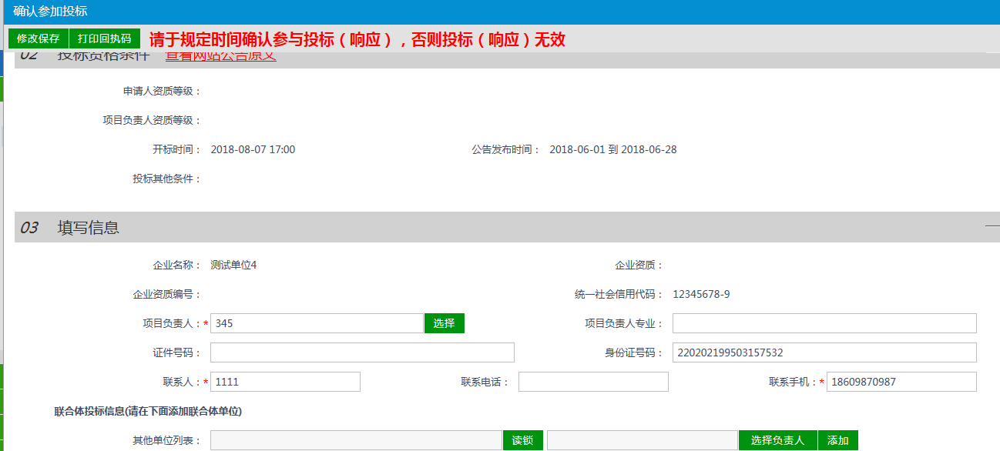 确认参加投标
修改保存 打印回执码 请于规定时间确认参与投标（响应），否则投标（响应）无效
02 投标资格条件 查看网站公告原文
申请人资质等级：
项目负责人资质等级：
开标时间： 2018-08-07 17:00 公告发布时间： 2018-06-01 到 2018-06-28
投标其他条件：
03 填写信息
企业名称： 测试单位4 企业资质：
企业资质编号： 统一社会信用代码： 12345678-9
项目负责人：* 345 选择 项目负责人专业：
证件号码： 身份证号码： 220202199503157532
联系人：* 1111 联系电话： 联系手机：* 18609870987
联合体投标信息(请在下面添加联合体单位)
其他单位列表： 读锁 选择负责人 添加